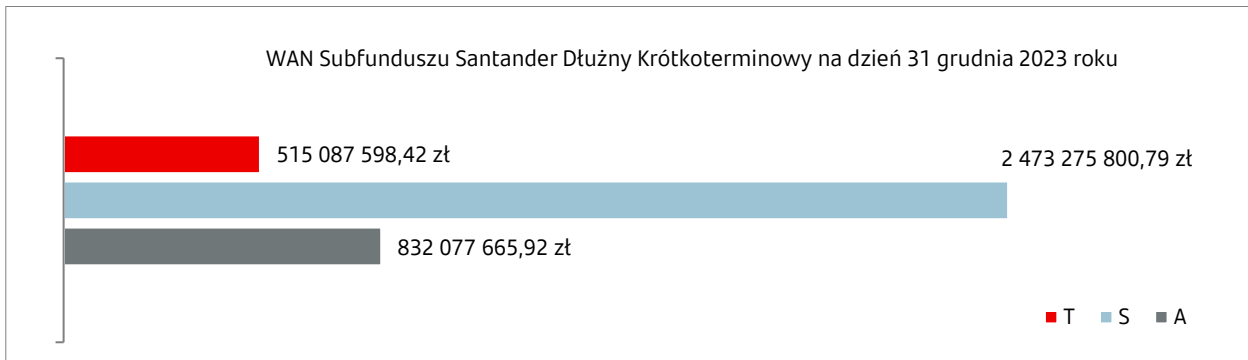 WAN Subfunduszu Santander Dłużny Krótkoterminowy na dzień 31 grudnia 2023 roku
515 087 598,42 zł
2 473 275 800,79 zł
832 077 665,92 zł
T S A